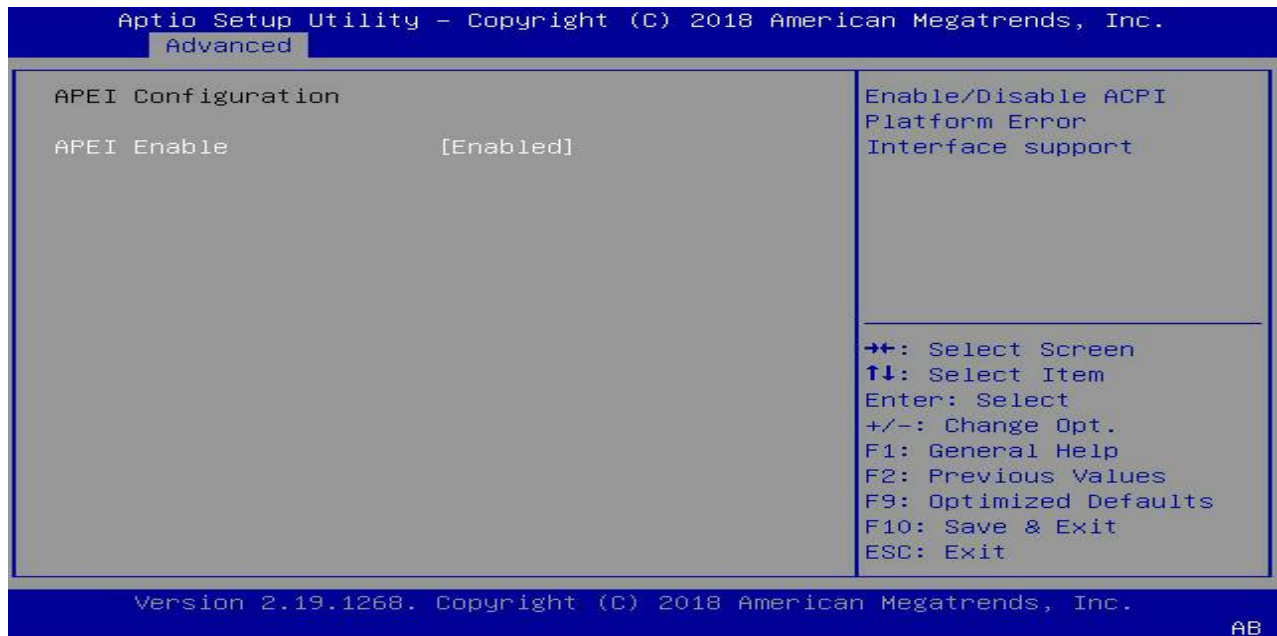 Aptio Setup Utility – Copyright (C) 2018 American Megatrends, Inc.
Advanced
APEI Configuration
APEI Enable [Enabled]
Enable/Disable ACPI
Platform Error
Interface support
→←: Select Screen
↑↓: Select Item
Enter: Select
+/-: Change Opt.
F1: General Help
F2: Previous Values
F9: Optimized Defaults
F10: Save & Exit
ESC: Exit
Version 2.19.1268. Copyright (C) 2018 American Megatrends, Inc.
AB